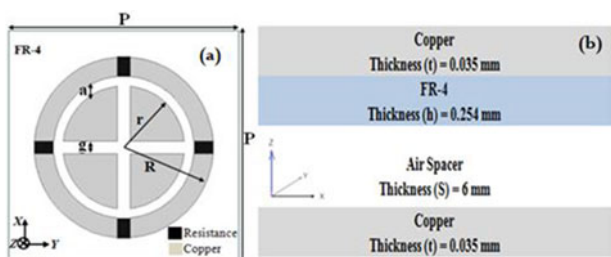 P
FR-4
(a)
a
r
g
R
P
X
Z
Y
Resistance
Copper
(b)
Copper
Thickness (t) = 0.035 mm
FR-4
Thickness (h) = 0.254 mm
Z
Y
X
Air Spacer
Thickness (S) = 6 mm
Copper
Thickness (t) = 0.035 mm